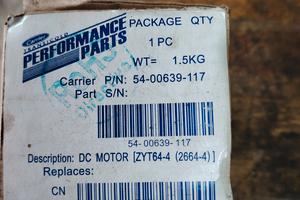 Carrier
TRANSICOLD
PERFORMANCE
PARTS
PACKAGE QTY
1 PC
WT= 1.5KG
Carrier P/N: 54-00639-117
Part S/N:
54-00639-117
Description: DC MOTOR [ZYT64-4 (2664-4)]
Replaces:
CN